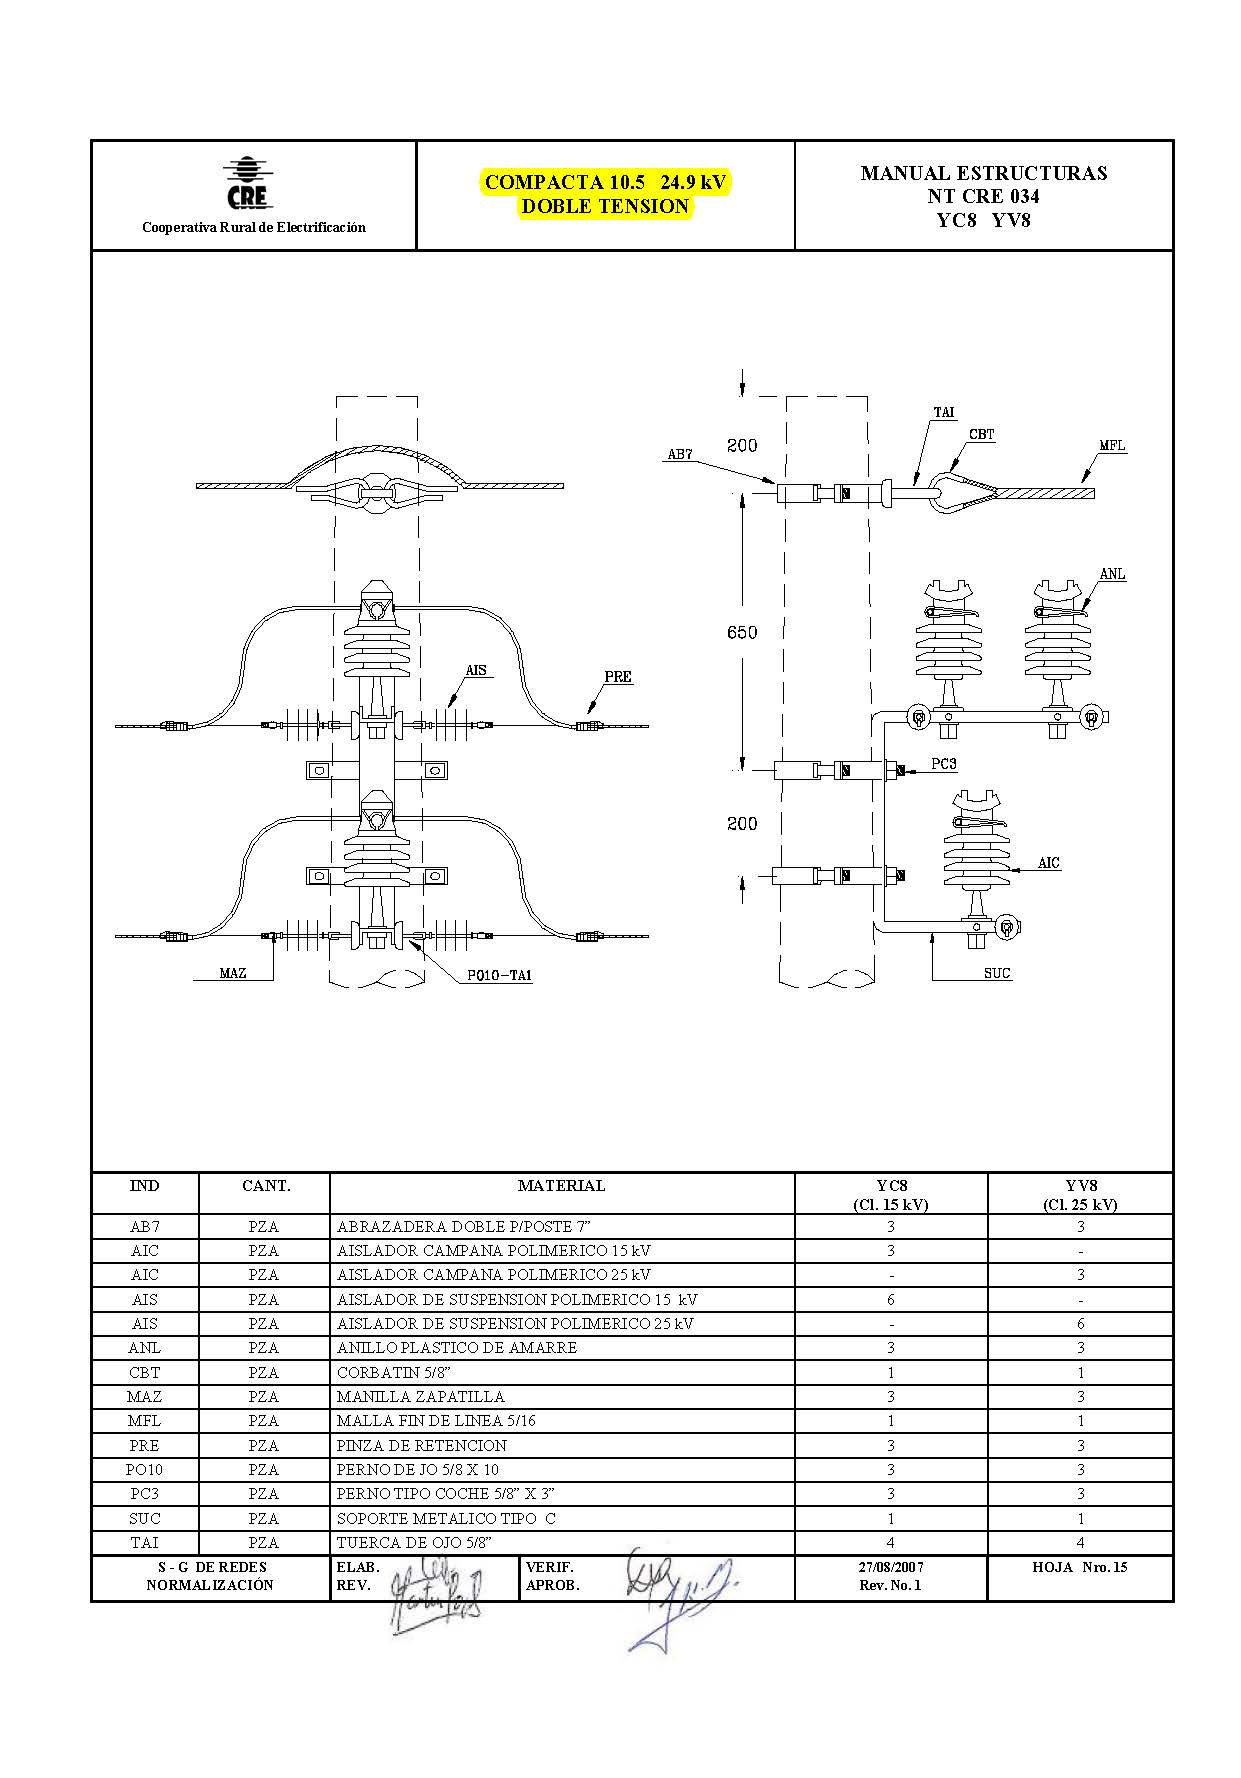 CRE
Cooperativa Rural de Electrificación
COMPACTA 10.5 24.9 kV
DOBLE TENSION
MANUAL ESTRUCTURAS
NT CRE 034
YC8 YV8
TAI
CBT
200
AB7
MFL
ANL
650
AIS
PRE
PC3
200
AIC
MAZ
PO10-TA1
SUC
IND CANT. MATERIAL YC8 (Cl. 15 kV) YV8 (Cl. 25 kV)
AB7 PZA ABRAZADERA DOBLE P/POSTE 7” 3 3
AIC PZA AISLADOR CAMPANA POLIMERICO 15 kV 3 -
AIC PZA AISLADOR CAMPANA POLIMERICO 25 kV - 3
AIS PZA AISLADOR DE SUSPENSION POLIMERICO 15 kV 6 -
AIS PZA AISLADOR DE SUSPENSION POLIMERICO 25 kV - 6
ANL PZA ANILLO PLASTICO DE AMARRE 3 3
CBT PZA CORBATIN 5/8” 1 1
MAZ PZA MANILLA ZAPATILLA 3 3
MFL PZA MALLA FIN DE LINEA 5/16 1 1
PRE PZA PINZA DE RETENCION 3 3
PO10 PZA PERNO DE JO 5/8 X 10 3 3
PC3 PZA PERNO TIPO COCHE 5/8” X 3” 3 3
SUC PZA SOPORTE METALICO TIPO C 1 1
TAI PZA TUERCA DE OJO 5/8” 4 4
S - G DE REDES
NORMALIZACIÓN
ELAB.
REV.
VERIF.
APROB.
27/08/2007
Rev. No. 1
HOJA Nro. 15